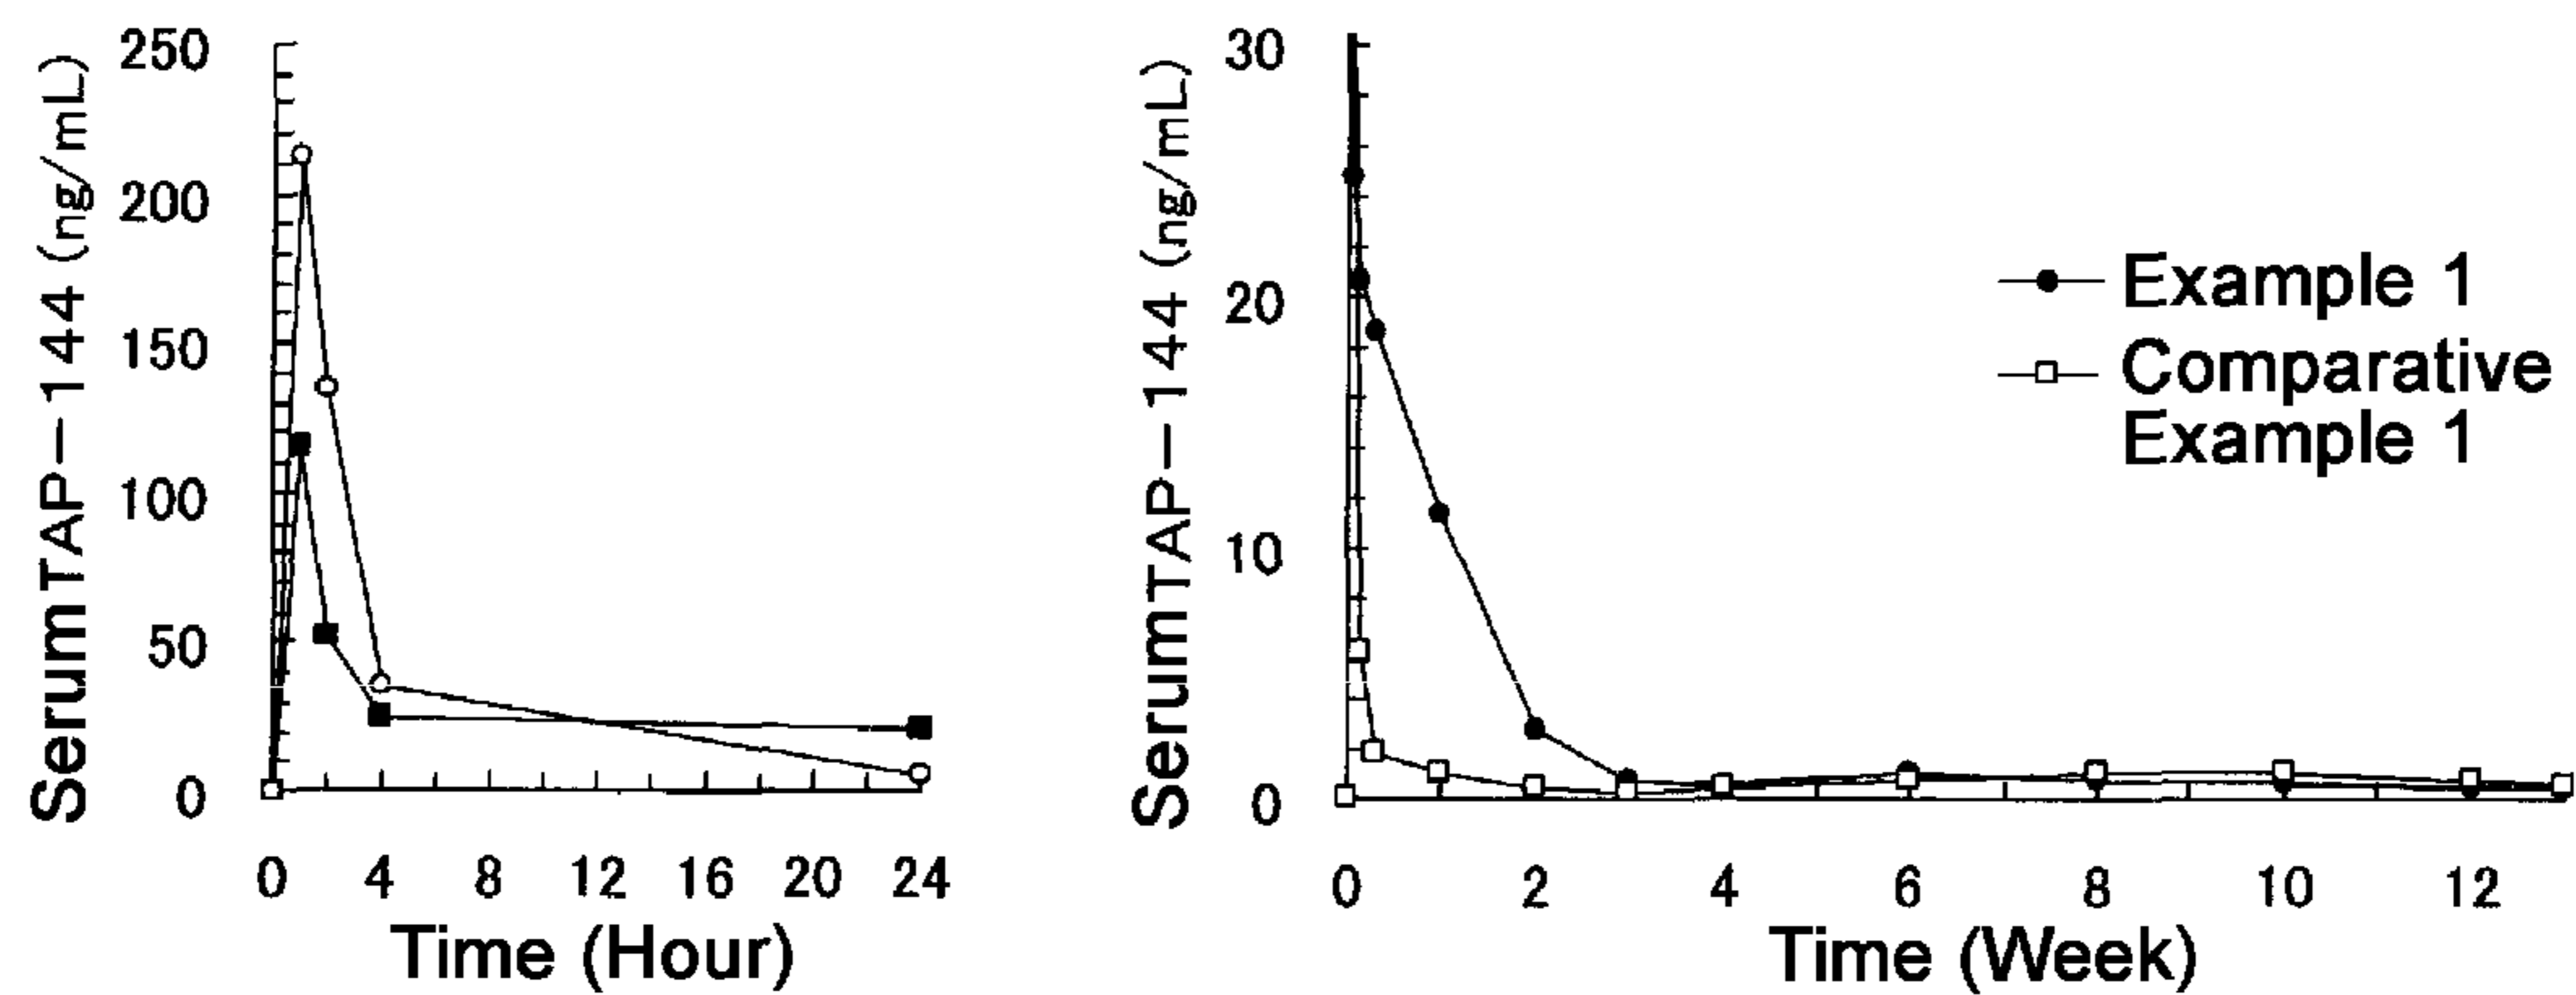 SerumTAP-144 (ng/mL)
250
200
150
100
50
0
0 4 8 12 16 20 24
Time (Hour)
SerumTAP-144 (ng/mL)
30
20
10
0
0 2 4 6 8 10 12
Time (Week)
Example 1
Comparative
Example 1